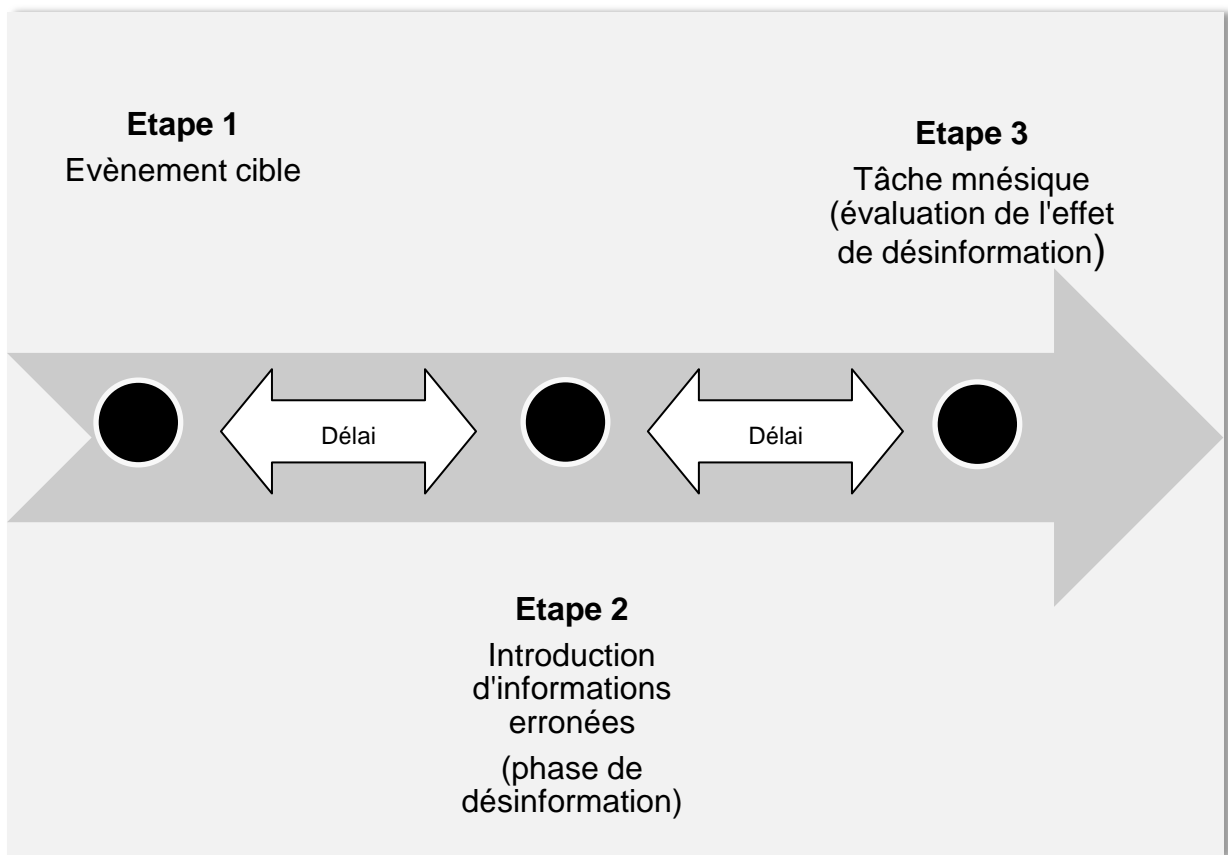 Etape 1
Evènement cible
Etape 3
Tâche mnésique
(évaluation de l'effet
de désinformation)
Délai
Délai
Etape 2
Introduction
d'informations
erronées
(phase de
désinformation)